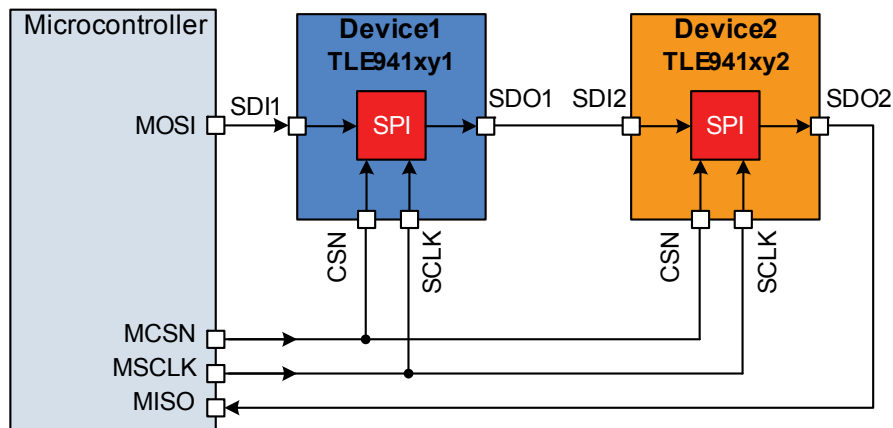 Microcontroller
Device1
TLE941xy1
Device2
TLE941xy2
MOSI
SDI1
SPI
SDO1
SDI2
SPI
SDO2
CSN
SCLK
CSN
SCLK
MCSN
MSCLK
MISO